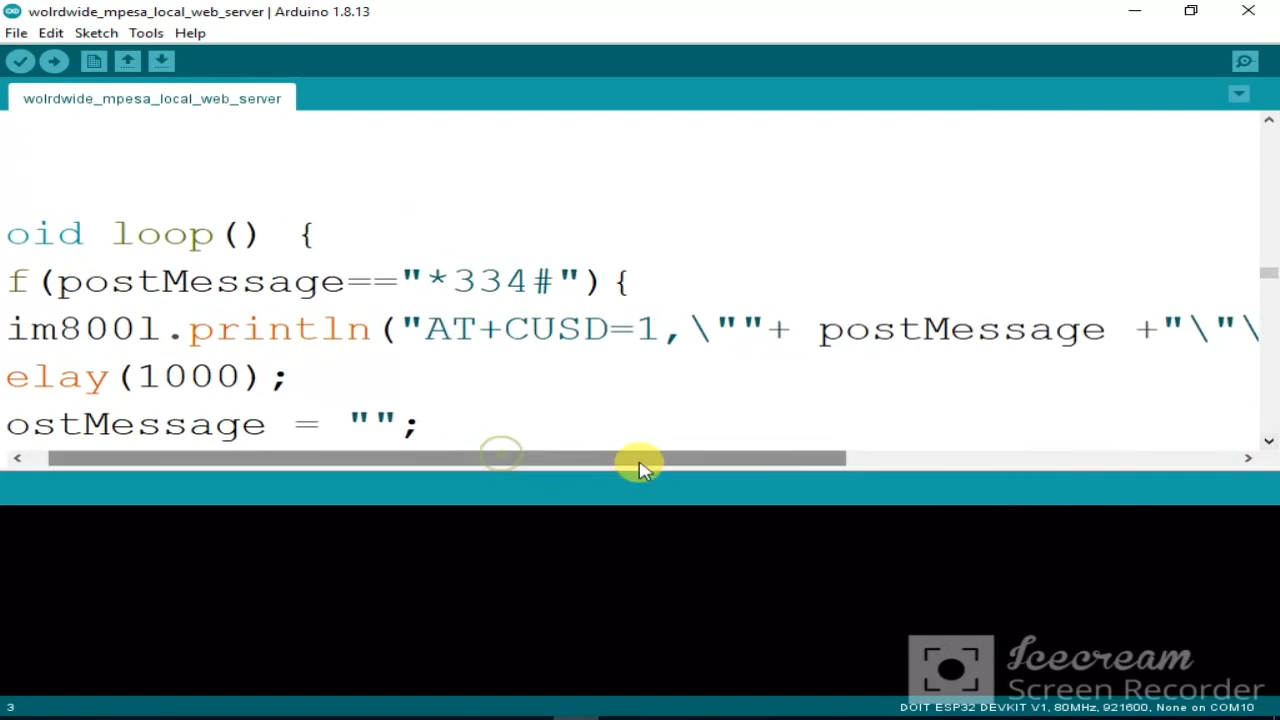 wolrdwide_mpesa_local_web_server | Arduino 1.8.13
File Edit Sketch Tools Help
wolrdwide_mpesa_local_web_server
oid loop() {
f(postMessage=="*334#"){
im800l.println("AT+CUSD=1,\""+ postMessage +"\"\
elay(1000);
ostMessage = "";
Icecream
Screen Recorder
3
DOIT ESP32 DEVKIT V1, 80MHz, 921600, None on COM10